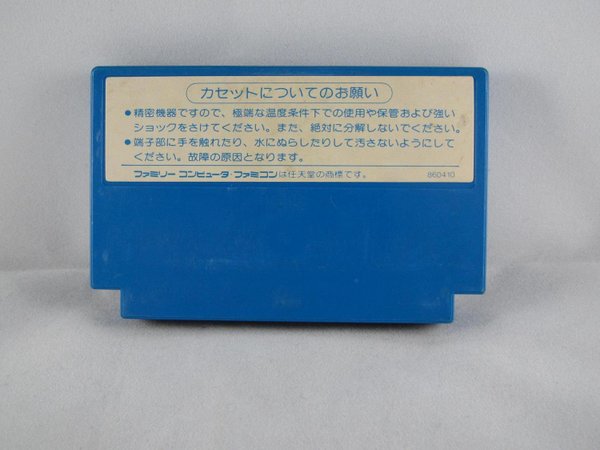 カセットについてのお願い
●精密機器ですので、極端な温度条件下での使用や保管および強い
ショックをさけてください。また、絶対に分解しないでください。
●端子部に手を触れたり、水にぬらしたりして汚さないようにして
ください。故障の原因となります。
ファミリー コンピュータ・ファミコンは任天堂の商標です。 860410